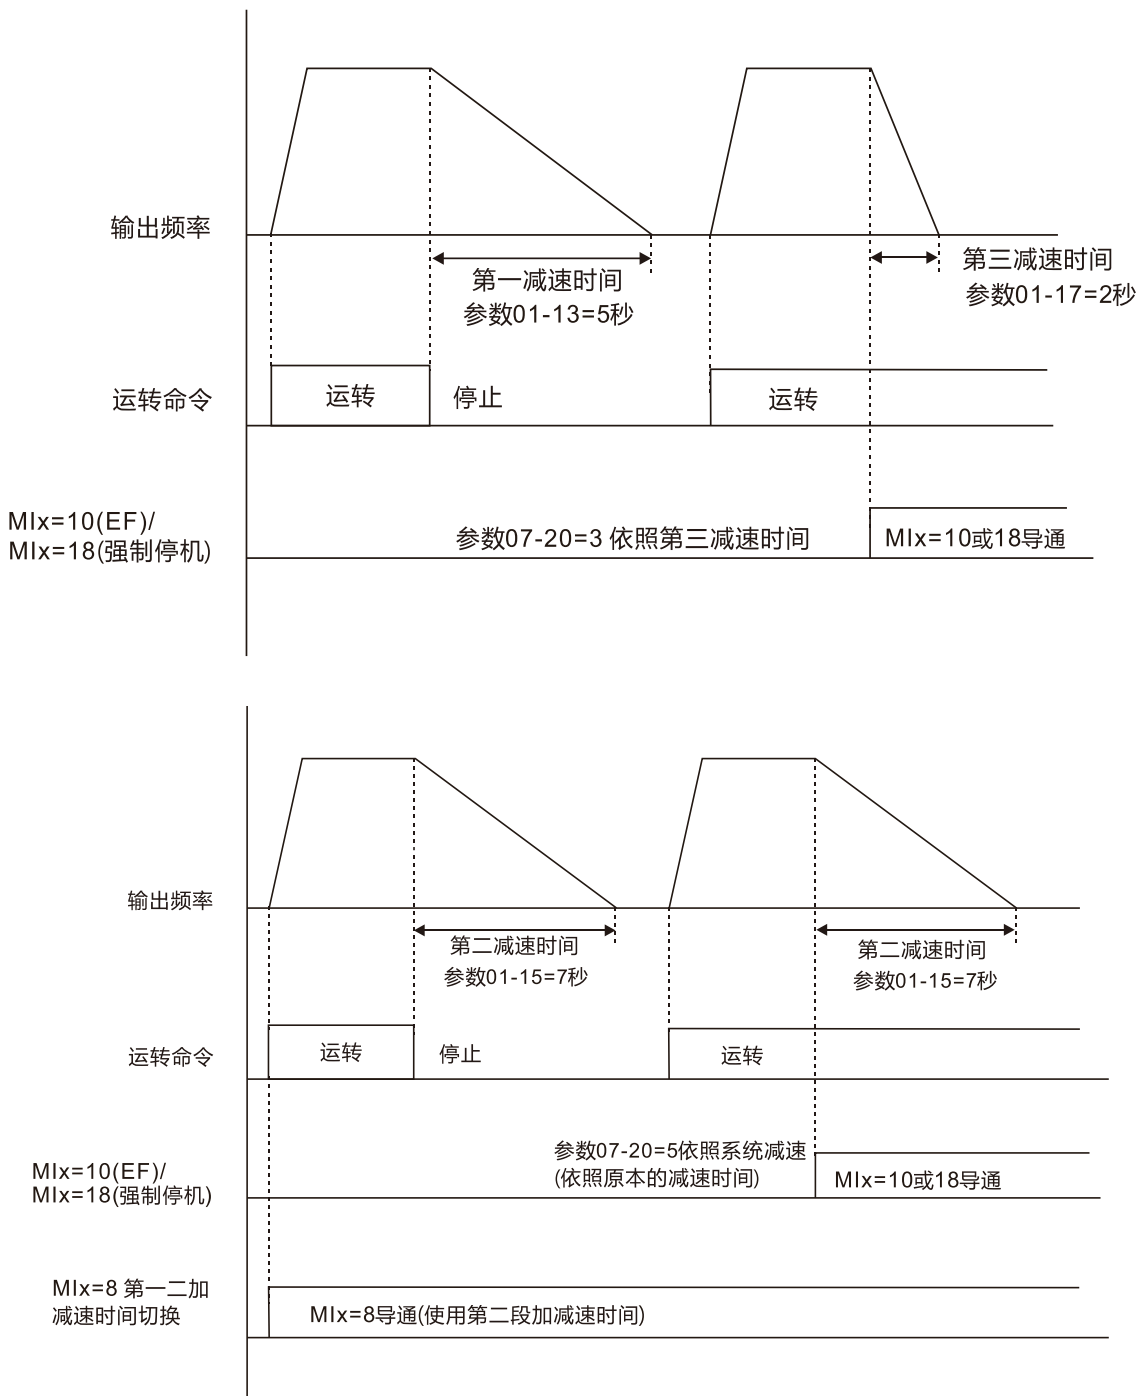 输出频率
第一减速时间
参数01-13=5秒
第三减速时间
参数01-17=2秒
运转命令
运转
停止
运转
MIx=10(EF)/
MIx=18(强制停机)
参数07-20=3 依照第三减速时间
MIx=10或18导通
输出频率
第二减速时间
参数01-15=7秒
第二减速时间
参数01-15=7秒
运转命令
运转
停止
运转
MIx=10(EF)/
MIx=18(强制停机)
参数07-20=5依照系统减速
(依照原本的减速时间)
MIx=10或18导通
MIx=8 第一二加
减速时间切换
MIx=8导通(使用第二段加减速时间)